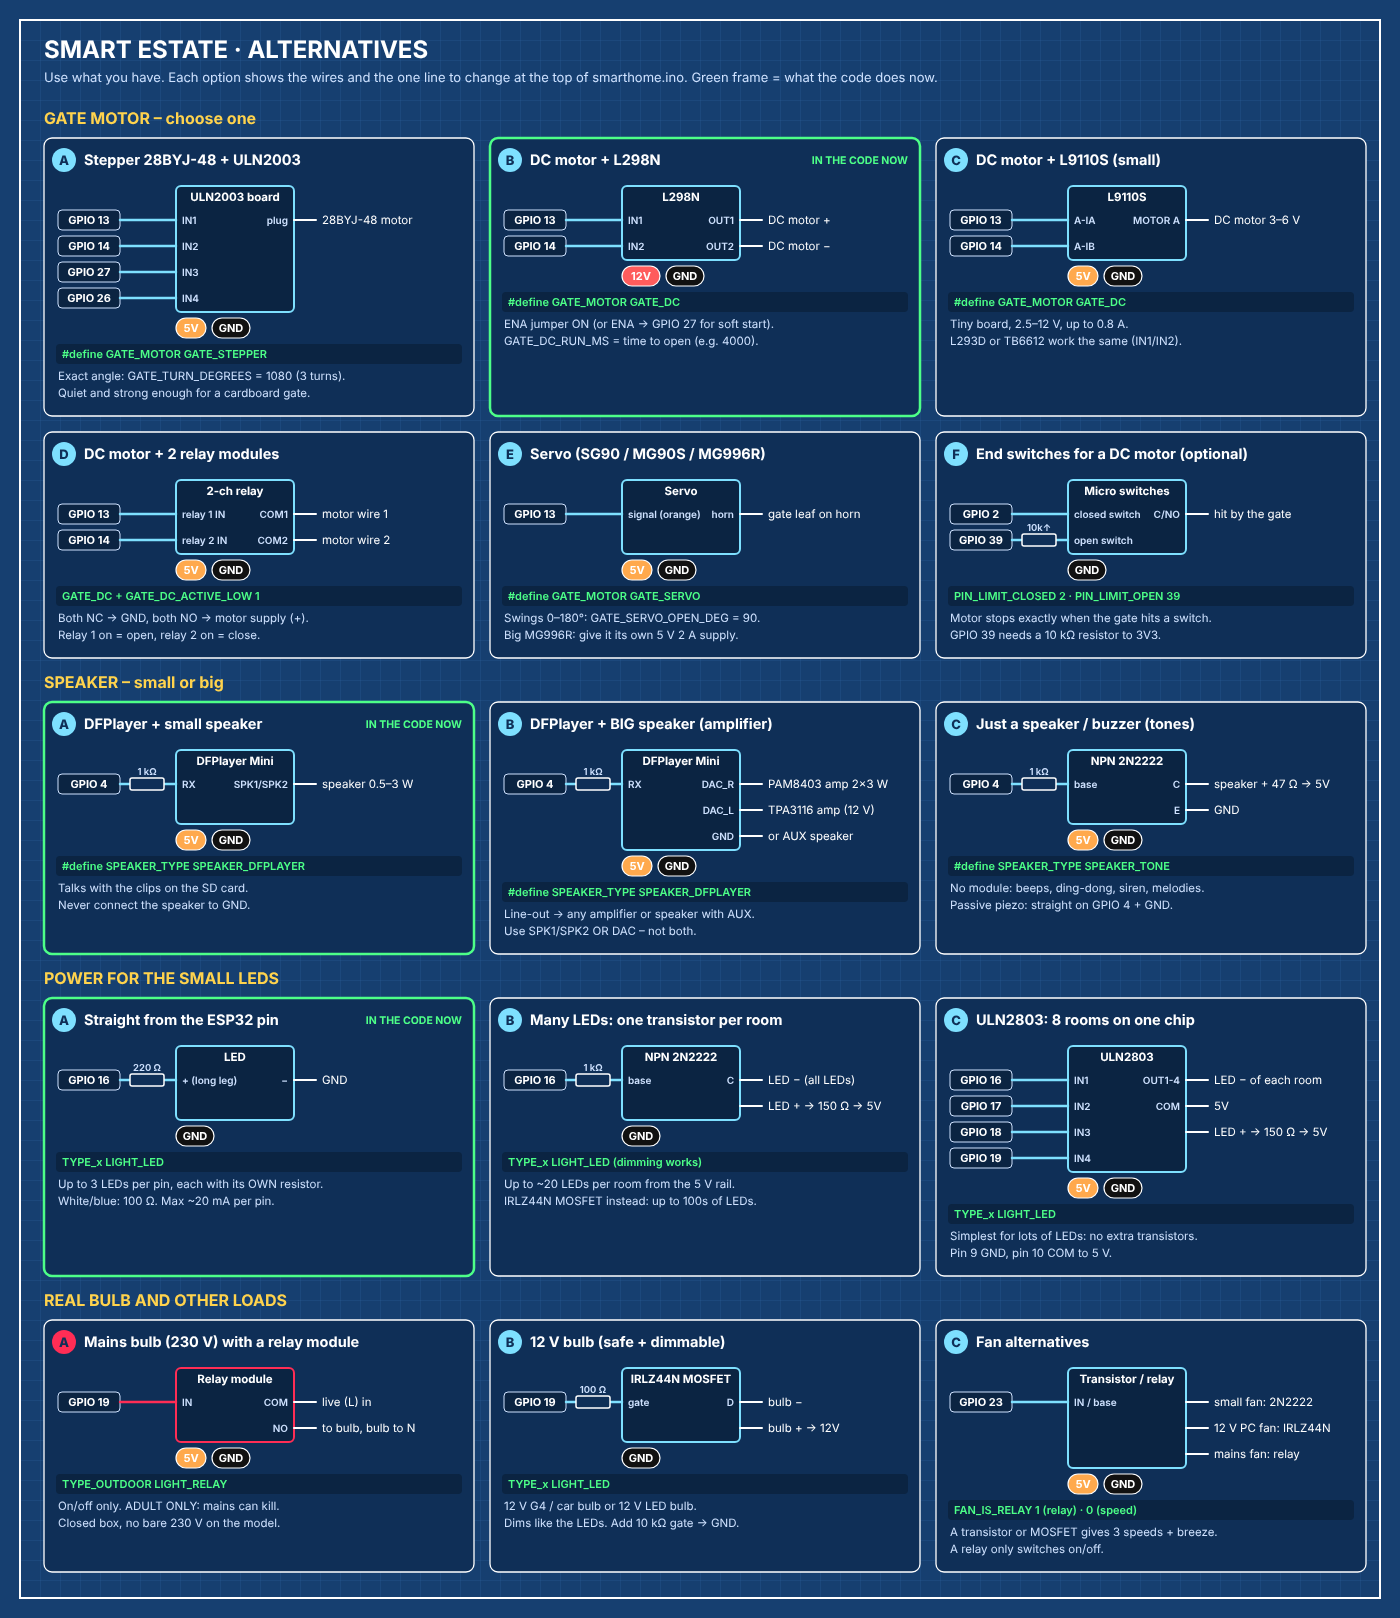 SMART ESTATE · ALTERNATIVES
Use what you have. Each option shows the wires and the one line to change at the top of smarthome.ino. Green frame = what the code does now.
GATE MOTOR – choose one
A Stepper 28BYJ-48 + ULN2003
ULN2003 board
GPIO 13 IN1 plug 28BYJ-48 motor
GPIO 14 IN2
GPIO 27 IN3
GPIO 26 IN4
5V GND
#define GATE_MOTOR GATE_STEPPER
Exact angle: GATE_TURN_DEGREES = 1080 (3 turns).
Quiet and strong enough for a cardboard gate.
B DC motor + L298N IN THE CODE NOW
L298N
GPIO 13 IN1 OUT1 DC motor +
GPIO 14 IN2 OUT2 DC motor −
12V GND
#define GATE_MOTOR GATE_DC
ENA jumper ON (or ENA → GPIO 27 for soft start).
GATE_DC_RUN_MS = time to open (e.g. 4000).
C DC motor + L9110S (small)
L9110S
GPIO 13 A-IA MOTOR A DC motor 3–6 V
GPIO 14 A-IB
5V GND
#define GATE_MOTOR GATE_DC
Tiny board, 2.5–12 V, up to 0.8 A.
L293D or TB6612 work the same (IN1/IN2).
D DC motor + 2 relay modules
2-ch relay
GPIO 13 relay 1 IN COM1 motor wire 1
GPIO 14 relay 2 IN COM2 motor wire 2
5V GND
GATE_DC + GATE_DC_ACTIVE_LOW 1
Both NC → GND, both NO → motor supply (+).
Relay 1 on = open, relay 2 on = close.
E Servo (SG90 / MG90S / MG996R)
Servo
GPIO 13 signal (orange) horn gate leaf on horn
5V GND
#define GATE_MOTOR GATE_SERVO
Swings 0–180°: GATE_SERVO_OPEN_DEG = 90.
Big MG996R: give it its own 5 V 2 A supply.
F End switches for a DC motor (optional)
Micro switches
GPIO 2 closed switch C/NO hit by the gate
10k↑
GPIO 39 open switch
GND
PIN_LIMIT_CLOSED 2 · PIN_LIMIT_OPEN 39
Motor stops exactly when the gate hits a switch.
GPIO 39 needs a 10 kΩ resistor to 3V3.
SPEAKER – small or big
A DFPlayer + small speaker IN THE CODE NOW
DFPlayer Mini
1 kΩ
GPIO 4 RX SPK1/SPK2 speaker 0.5–3 W
5V GND
#define SPEAKER_TYPE SPEAKER_DFPLAYER
Talks with the clips on the SD card.
Never connect the speaker to GND.
B DFPlayer + BIG speaker (amplifier)
DFPlayer Mini
1 kΩ
GPIO 4 RX DAC_R PAM8403 amp 2×3 W
DAC_L TPA3116 amp (12 V)
GND or AUX speaker
5V GND
#define SPEAKER_TYPE SPEAKER_DFPLAYER
Line-out → any amplifier or speaker with AUX.
Use SPK1/SPK2 OR DAC – not both.
C Just a speaker / buzzer (tones)
NPN 2N2222
1 kΩ
GPIO 4 base C speaker + 47 Ω → 5V
E GND
5V GND
#define SPEAKER_TYPE SPEAKER_TONE
No module: beeps, ding-dong, siren, melodies.
Passive piezo: straight on GPIO 4 + GND.
POWER FOR THE SMALL LEDS
A Straight from the ESP32 pin IN THE CODE NOW
LED
220 Ω
GPIO 16 + (long leg) − GND
GND
TYPE_x LIGHT_LED
Up to 3 LEDs per pin, each with its OWN resistor.
White/blue: 100 Ω. Max ~20 mA per pin.
B Many LEDs: one transistor per room
NPN 2N2222
1 kΩ
GPIO 16 base C LED − (all LEDs)
LED + → 150 Ω → 5V
GND
TYPE_x LIGHT_LED (dimming works)
Up to ~20 LEDs per room from the 5 V rail.
IRLZ44N MOSFET instead: up to 100s of LEDs.
C ULN2803: 8 rooms on one chip
ULN2803
GPIO 16 IN1 OUT1-4 LED − of each room
GPIO 17 IN2 COM 5V
GPIO 18 IN3 LED + → 150 Ω → 5V
GPIO 19 IN4
5V GND
TYPE_x LIGHT_LED
Simplest for lots of LEDs: no extra transistors.
Pin 9 GND, pin 10 COM to 5 V.
REAL BULB AND OTHER LOADS
A Mains bulb (230 V) with a relay module
Relay module
GPIO 19 IN COM live (L) in
NO to bulb, bulb to N
5V GND
TYPE_OUTDOOR LIGHT_RELAY
On/off only. ADULT ONLY: mains can kill.
Closed box, no bare 230 V on the model.
B 12 V bulb (safe + dimmable)
IRLZ44N MOSFET
100 Ω
GPIO 19 gate D bulb −
bulb + → 12V
GND
TYPE_x LIGHT_LED
12 V G4 / car bulb or 12 V LED bulb.
Dims like the LEDs. Add 10 kΩ gate → GND.
C Fan alternatives
Transistor / relay
GPIO 23 IN / base small fan: 2N2222
12 V PC fan: IRLZ44N
mains fan: relay
5V GND
FAN_IS_RELAY 1 (relay) · 0 (speed)
A transistor or MOSFET gives 3 speeds + breeze.
A relay only switches on/off.